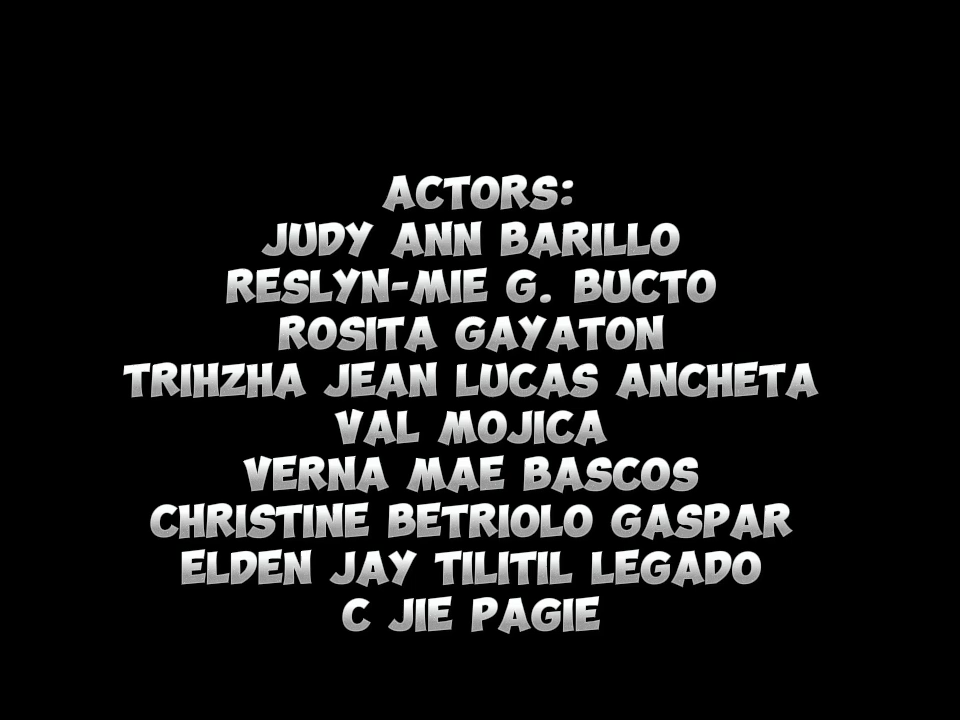 ACTORS:
JUDY ANN BARILLO
RESLYN-MIE G. BUCTO
ROSITA GAYATON
TRIHZHA JEAN LUCAS ANCHETA
VAL MOJICA
VERNA MAE BASCOS
CHRISTINE BETRIOLO GASPAR
ELDEN JAY TILITIL LEGADO
C JIE PAGIE